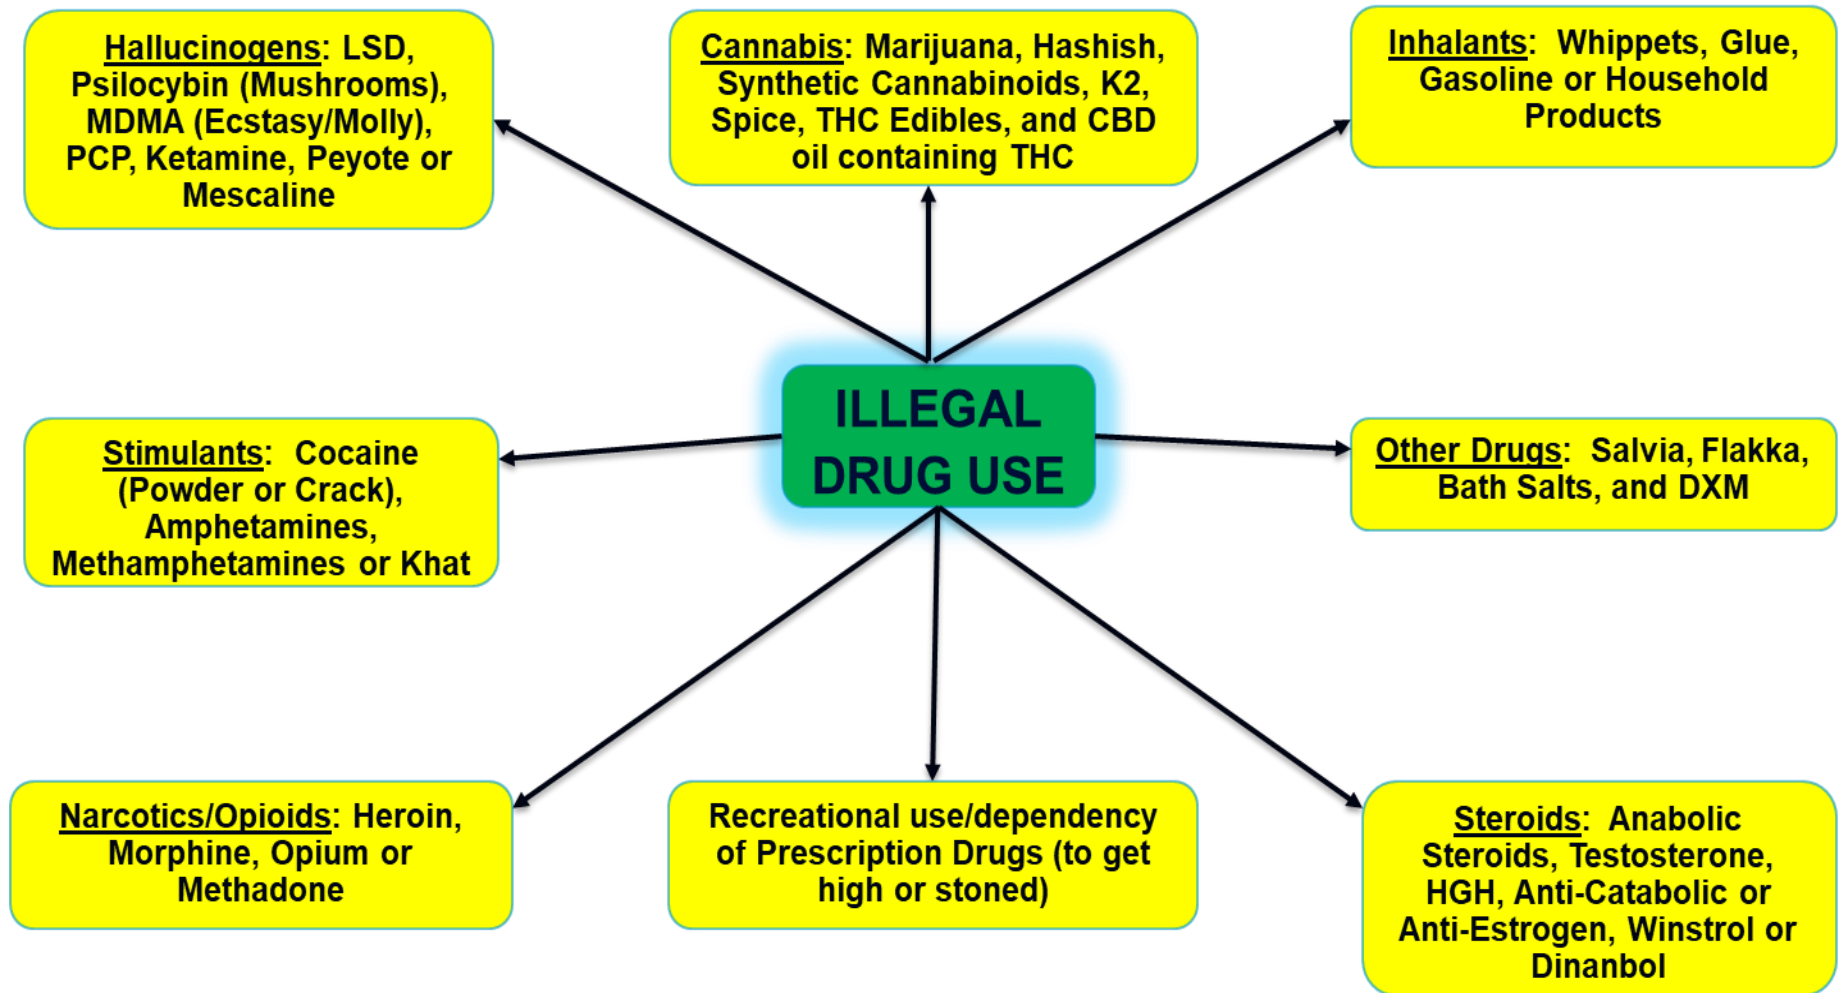 Hallucinogens: LSD,
Psilocybin (Mushrooms),
MDMA (Ecstasy/Molly),
PCP, Ketamine, Peyote or
Mescaline
Cannabis: Marijuana, Hashish,
Synthetic Cannabinoids, K2,
Spice, THC Edibles, and CBD
oil containing THC
Inhalants: Whippets, Glue,
Gasoline or Household
Products
ILLEGAL
DRUG USE
Stimulants: Cocaine
(Powder or Crack),
Amphetamines,
Methamphetamines or Khat
Other Drugs: Salvia, Flakka,
Bath Salts, and DXM
Narcotics/Opioids: Heroin,
Morphine, Opium or
Methadone
Recreational use/dependency
of Prescription Drugs (to get
high or stoned)
Steroids: Anabolic
Steroids, Testosterone,
HGH, Anti-Catabolic or
Anti-Estrogen, Winstrol or
Dinanbol